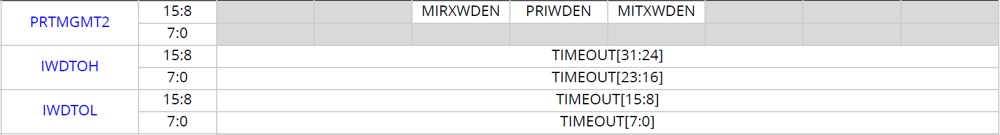 PRTMGMT2 15:8 MIRXWDEN PRIWDEN MITXWDEN
7:0
IWDTOH 15:8 TIMEOUT[31:24]
7:0 TIMEOUT[23:16]
IWDTOL 15:8 TIMEOUT[15:8]
7:0 TIMEOUT[7:0]